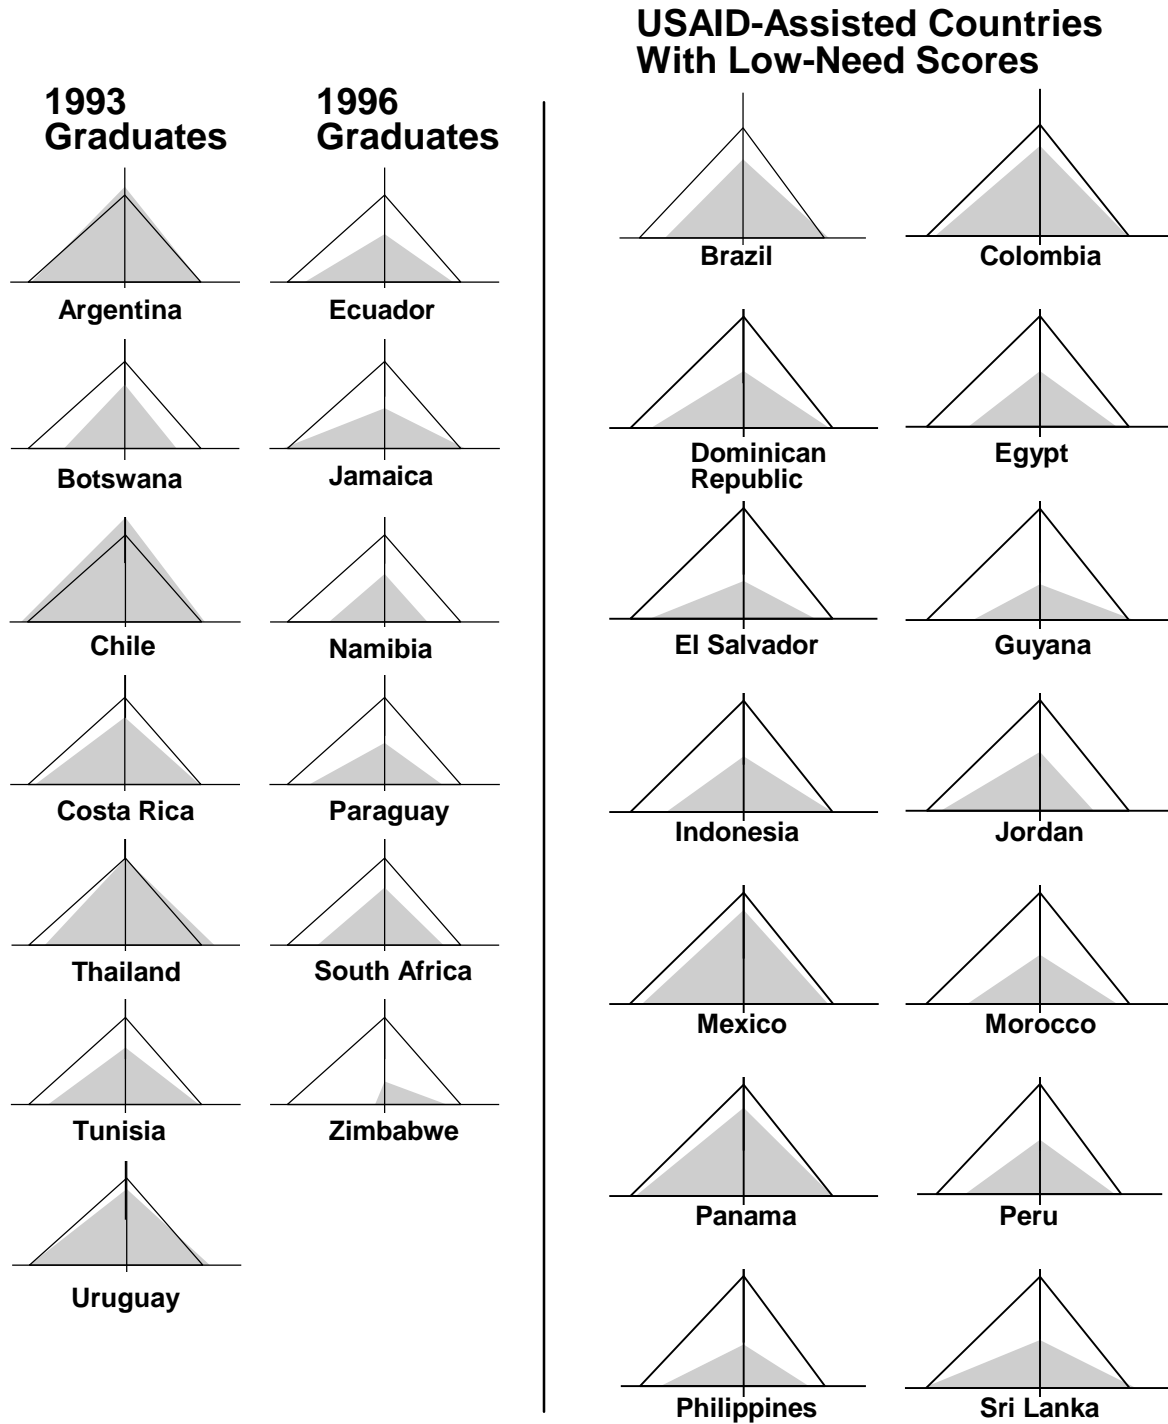 USAID-Assisted Countries
With Low-Need Scores
1993
Graduates
1996
Graduates
Argentina
Ecuador
Botswana
Jamaica
Chile
Namibia
Costa Rica
Paraguay
Thailand
South Africa
Tunisia
Zimbabwe
Uruguay
Brazil
Colombia
Dominican
Republic
Egypt
El Salvador
Guyana
Indonesia
Jordan
Mexico
Morocco
Panama
Peru
Philippines
Sri Lanka